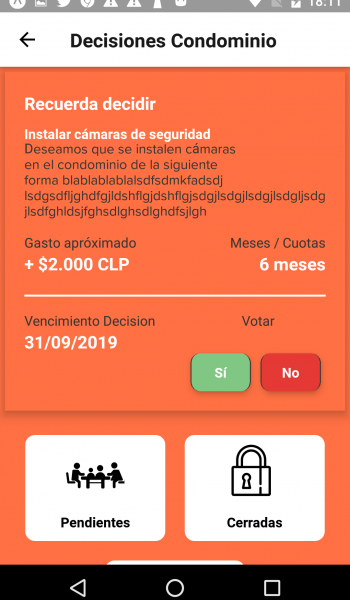 18:11
Decisiones Condominio
Recuerda decidir
Instalar cámaras de seguridad
Deseamos que se instalen cámaras
en el condominio de la siguiente
forma blablablablalsdfsdmkfadsdj
lsdgsdfljghdfgjldshflgjdshflgjsdgjlsdgjlsdgjlsdgljsdg
jlsdfghldsjfghsdlghsdlghdfsjlgh
Gasto apróximado Meses / Cuotas
+ $2.000 CLP 6 meses
Vencimiento Decision Votar
31/09/2019
Sí No
Pendientes Cerradas